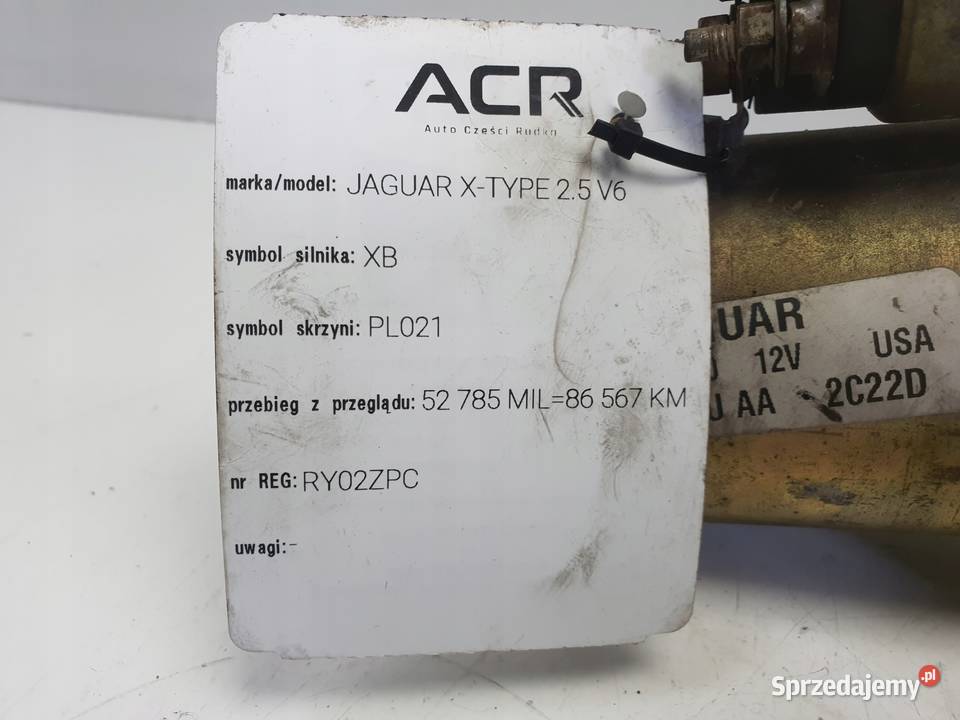 ACR
Auto Części Rudka
marka/model: JAGUAR X-TYPE 2.5 V6
symbol silnika: XB
symbol skrzyni: PL021
przebieg z przeglądu: 52 785 MIL=86 567 KM
nr REG: RY02ZPC
uwagi: -
UAR
12V USA
J AA 2C22D
Sprzedajemy.pl